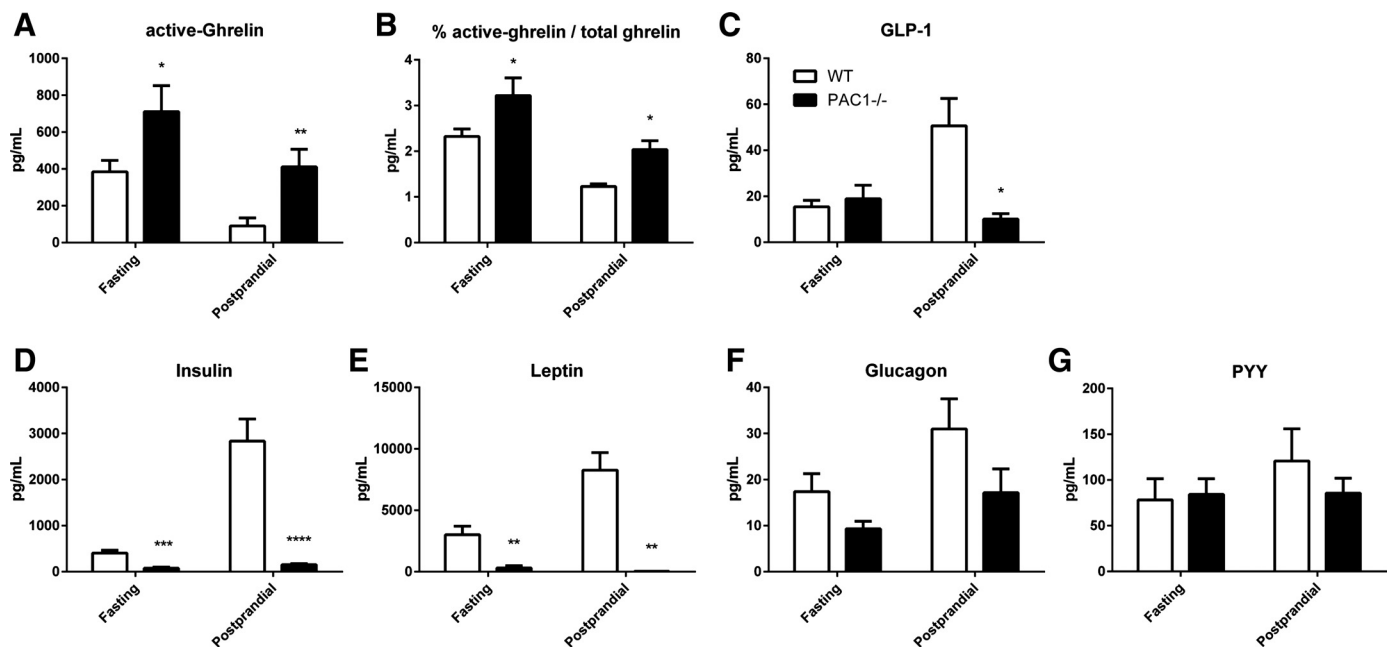 A
active-Ghrelin
pg/mL
1000
800
600
400
200
0
*
**
Fasting
Postprandial
B
% active-ghrelin / total ghrelin
pg/mL
4
3
2
1
0
*
*
Fasting
Postprandial
C
GLP-1
pg/mL
80
60
40
20
0
WT
PAC1-/-
*
Fasting
Postprandial
D
Insulin
pg/mL
4000
3000
2000
1000
0
***
****
Fasting
Postprandial
E
Leptin
pg/mL
15000
10000
5000
0
**
**
Fasting
Postprandial
F
Glucagon
pg/mL
40
30
20
10
0
Fasting
Postprandial
G
PYY
pg/mL
200
150
100
50
0
Fasting
Postprandial